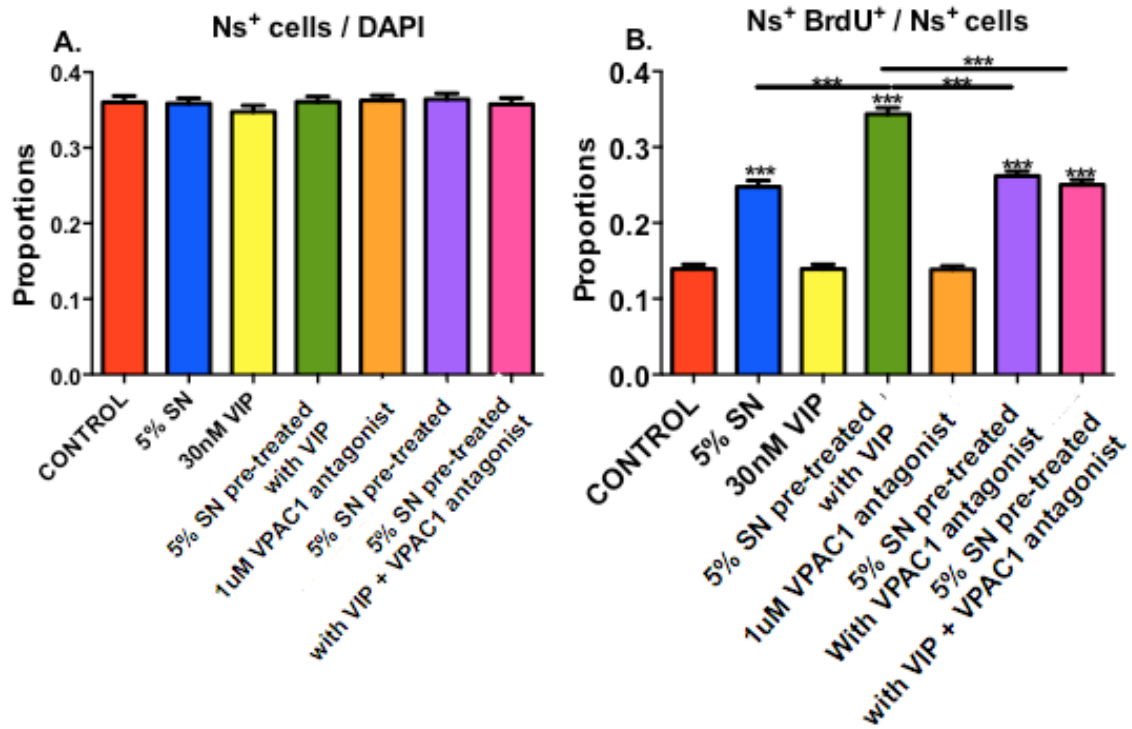 A.
Ns⁺ cells / DAPI
Proportions
0.4
0.3
0.2
0.1
0.0
CONTROL
5% SN
30nM VIP
5% SN pre-treated
with VIP
1uM VPAC1 antagonist
5% SN pre-treated
5% SN pre-treated
with VIP + VPAC1 antagonist
B.
Ns⁺ BrdU⁺ / Ns⁺ cells
Proportions
0.4
0.3
0.2
0.1
0.0
***
***
***
***
***
***
***
CONTROL
5% SN
30nM VIP
5% SN pre-treated
with VIP
1uM VPAC1 antagonist
5% SN pre-treated
With VPAC1 antagonist
5% SN pre-treated
with VIP + VPAC1 antagonist